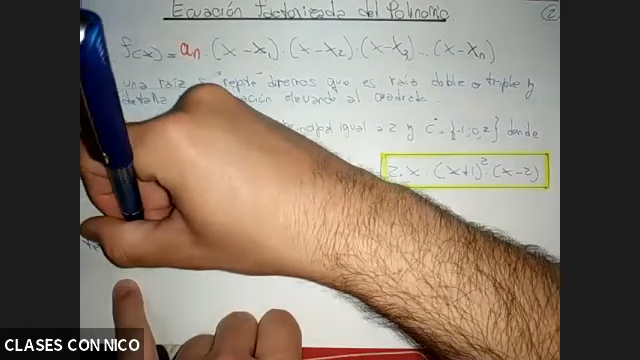 Ecuación factorizada del Polinomio
②
f(x) = an · (x - x₁) · (x - x₂) · (x - x₃) ... (x - xn)
una raíz se repite diremos que es raíz doble o triple y
elevando al cuadrado.
igual a 2 y C° = {-1; 0; 2} donde
2 · x · (x+1)² · (x-2)
CLASES CON NICO